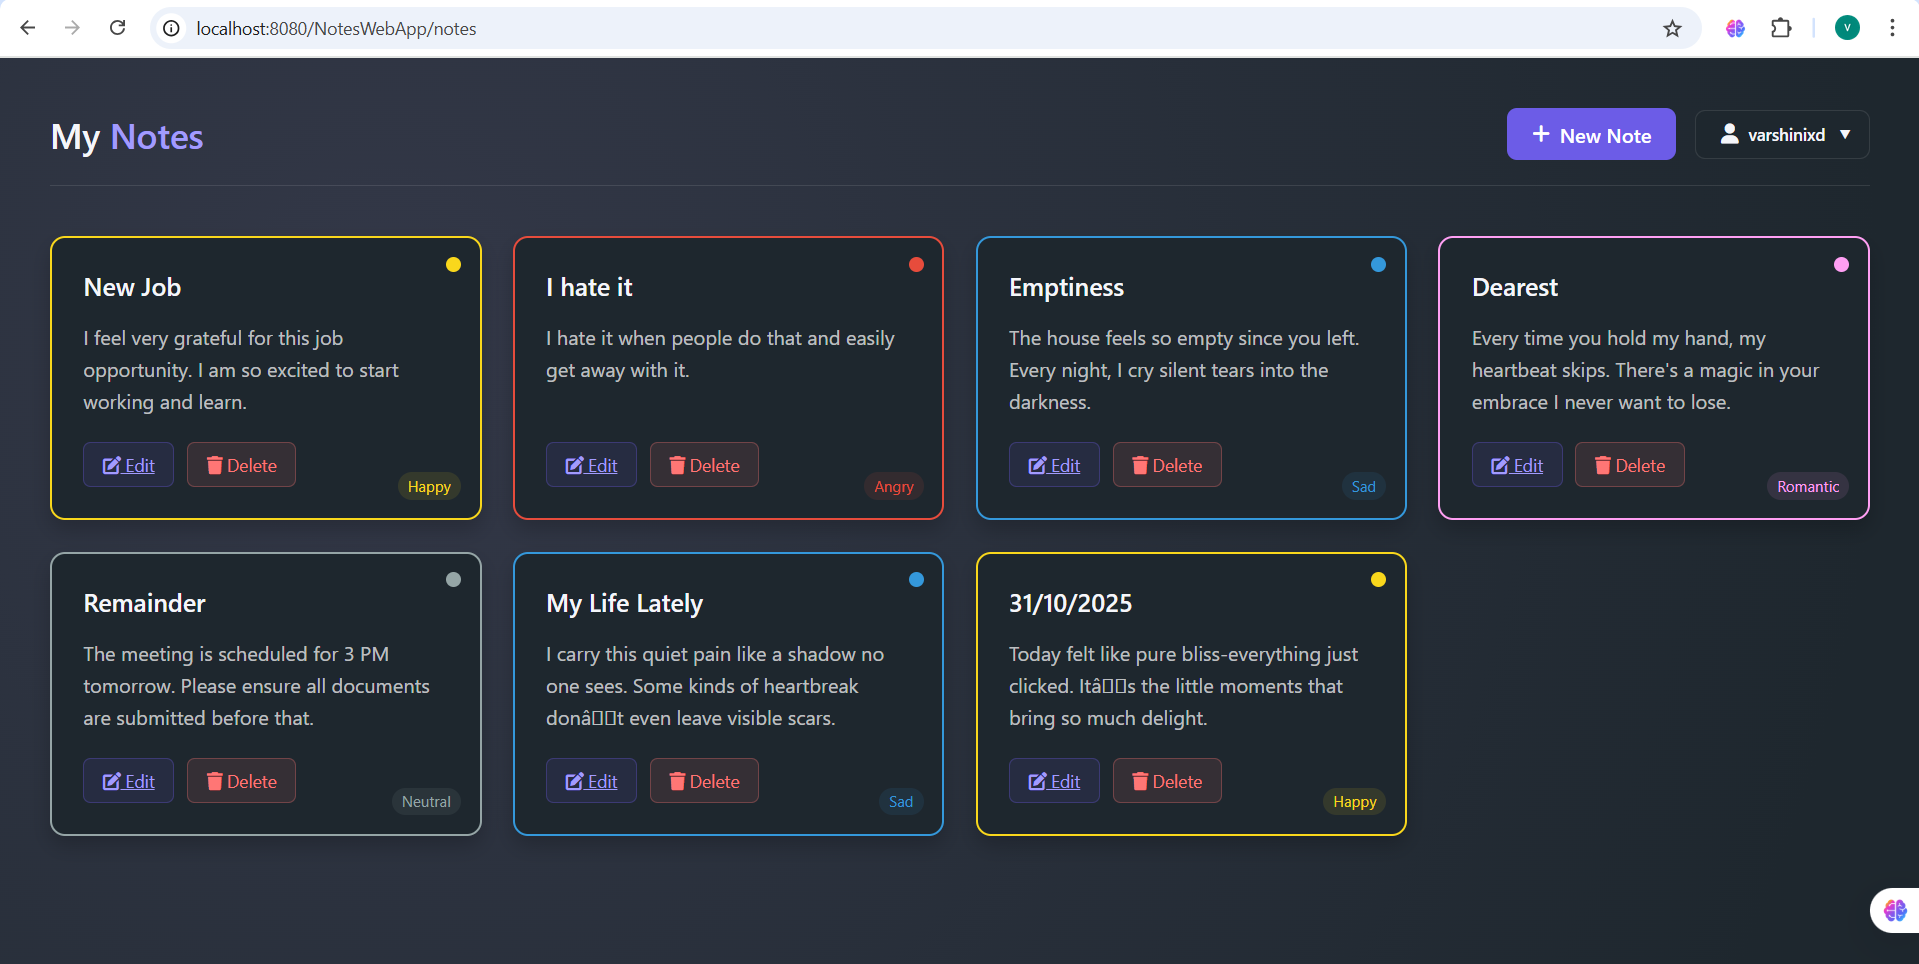 localhost:8080/NotesWebApp/notes
V
My Notes
+ New Note
varshinixd ▼
New Job
I feel very grateful for this job
opportunity. I am so excited to start
working and learn.
Edit
Delete
Happy
I hate it
I hate it when people do that and easily
get away with it.
Edit
Delete
Angry
Emptiness
The house feels so empty since you left.
Every night, I cry silent tears into the
darkness.
Edit
Delete
Sad
Dearest
Every time you hold my hand, my
heartbeat skips. There's a magic in your
embrace I never want to lose.
Edit
Delete
Romantic
Remainder
The meeting is scheduled for 3 PM
tomorrow. Please ensure all documents
are submitted before that.
Edit
Delete
Neutral
My Life Lately
I carry this quiet pain like a shadow no
one sees. Some kinds of heartbreak
donâ▯▯t even leave visible scars.
Edit
Delete
Sad
31/10/2025
Today felt like pure bliss-everything just
clicked. Itâ▯▯s the little moments that
bring so much delight.
Edit
Delete
Happy